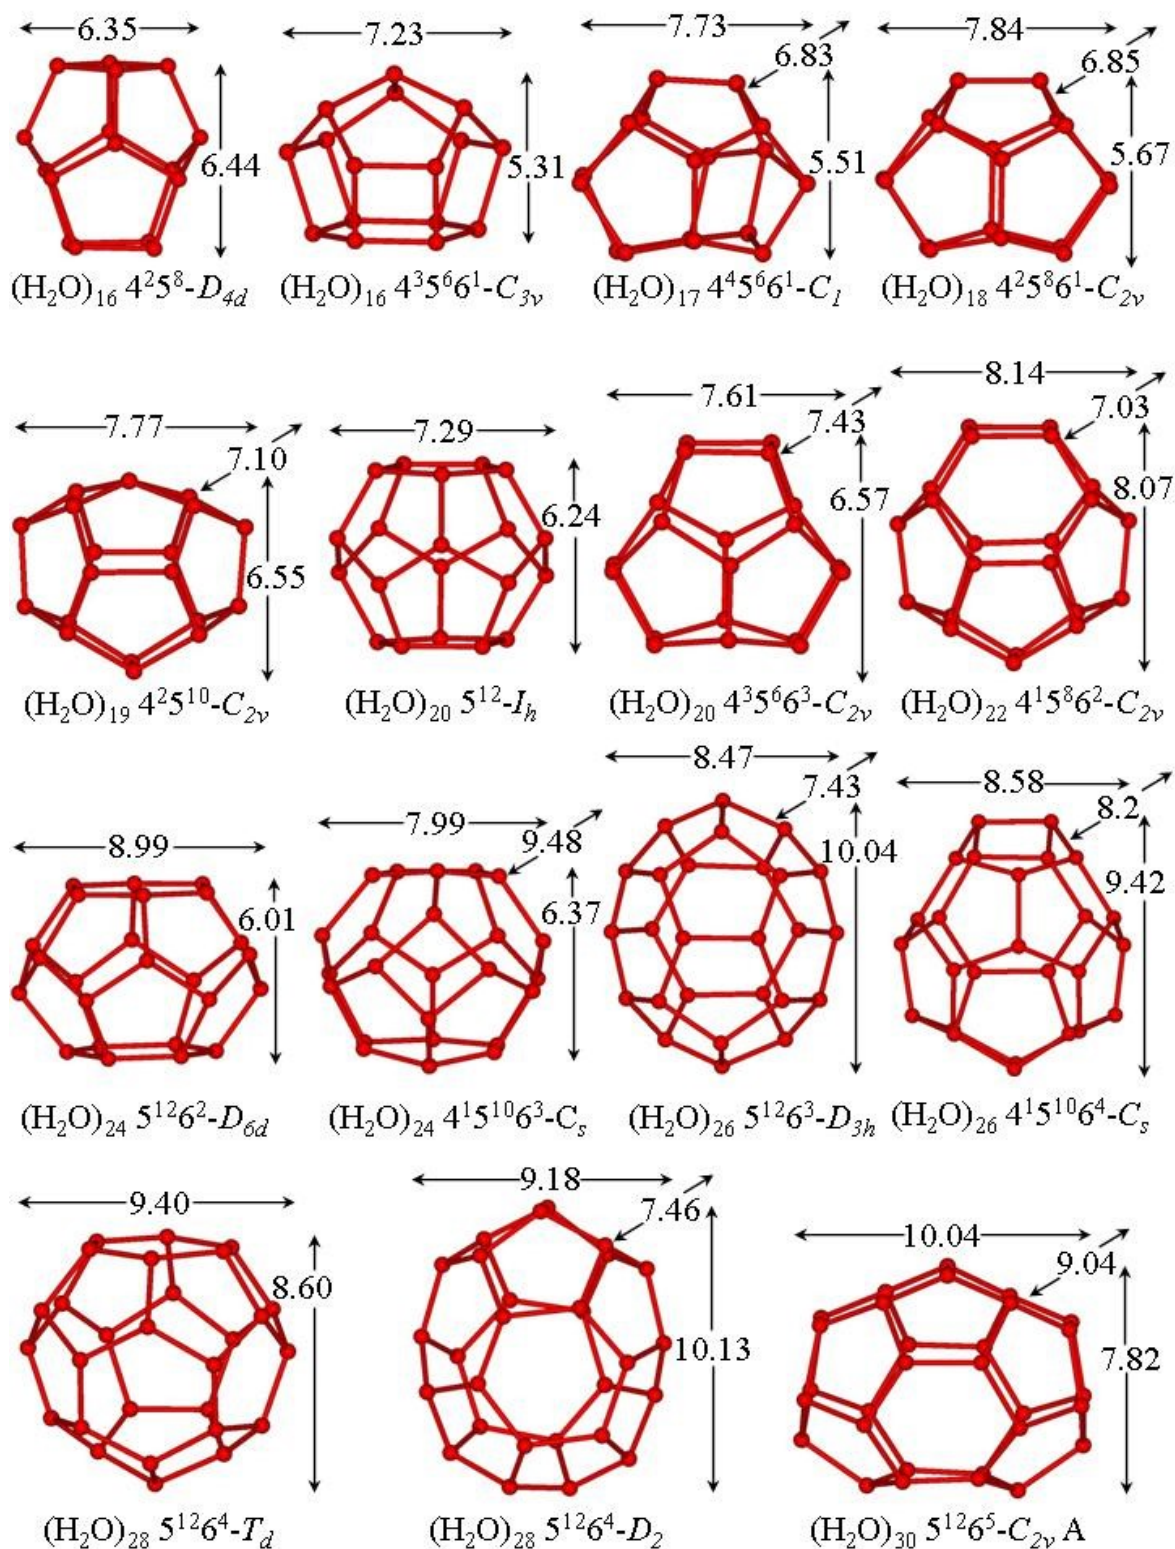 6.35 7.23 7.73 7.84
6.83 6.85
6.44 5.31 5.51 5.67
(H₂O)₁₆ 4²5⁸-D₄d (H₂O)₁₆ 4³5⁶6¹-C₃ᵥ (H₂O)₁₇ 4⁴5⁶6¹-C₁ (H₂O)₁₈ 4²5⁸6¹-C₂ᵥ
7.77 7.29 7.61 8.14
7.10 7.43 7.03
6.55 6.24 6.57 8.07
(H₂O)₁₉ 4²5¹⁰-C₂ᵥ (H₂O)₂₀ 5¹²-Iₕ (H₂O)₂₀ 4³5⁶6³-C₂ᵥ (H₂O)₂₂ 4¹5⁸6²-C₂ᵥ
8.99 7.99 8.47 8.58
9.48 7.43 8.2
6.01 6.37 10.04 9.42
(H₂O)₂₄ 5¹²6²-D₆d (H₂O)₂₄ 4¹5¹⁰6³-Cₛ (H₂O)₂₆ 5¹²6³-D₃ₕ (H₂O)₂₆ 4¹5¹⁰6⁴-Cₛ
9.40 9.18 10.04
7.46 9.04
8.60 10.13 7.82
(H₂O)₂₈ 5¹²6⁴-Td (H₂O)₂₈ 5¹²6⁴-D₂ (H₂O)₃₀ 5¹²6⁵-C₂ᵥ A